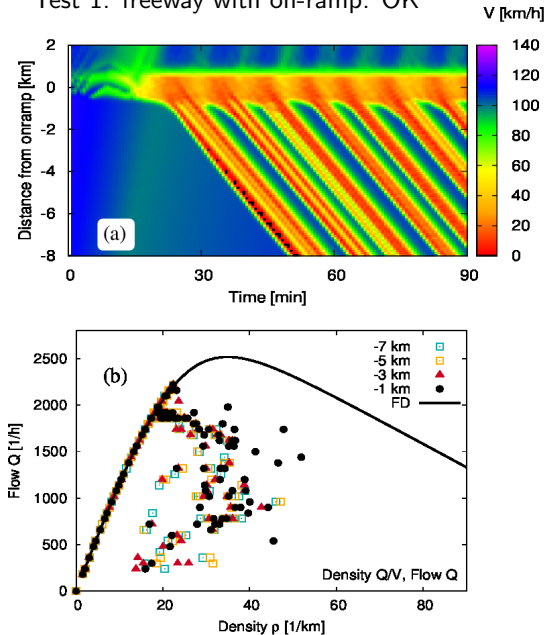 Test 1: freeway with on-ramp: OK
V [km/h]
2
0
-2
-4
-6
-8
Distance from onramp [km]
(a)
0
30
60
90
Time [min]
140
120
100
80
60
40
20
0
(b)
2500
2000
1500
1000
500
0
Flow Q [1/h]
-7 km
-5 km
-3 km
-1 km
FD
Density Q/V, Flow Q
0
20
40
60
80
Density ρ [1/km]